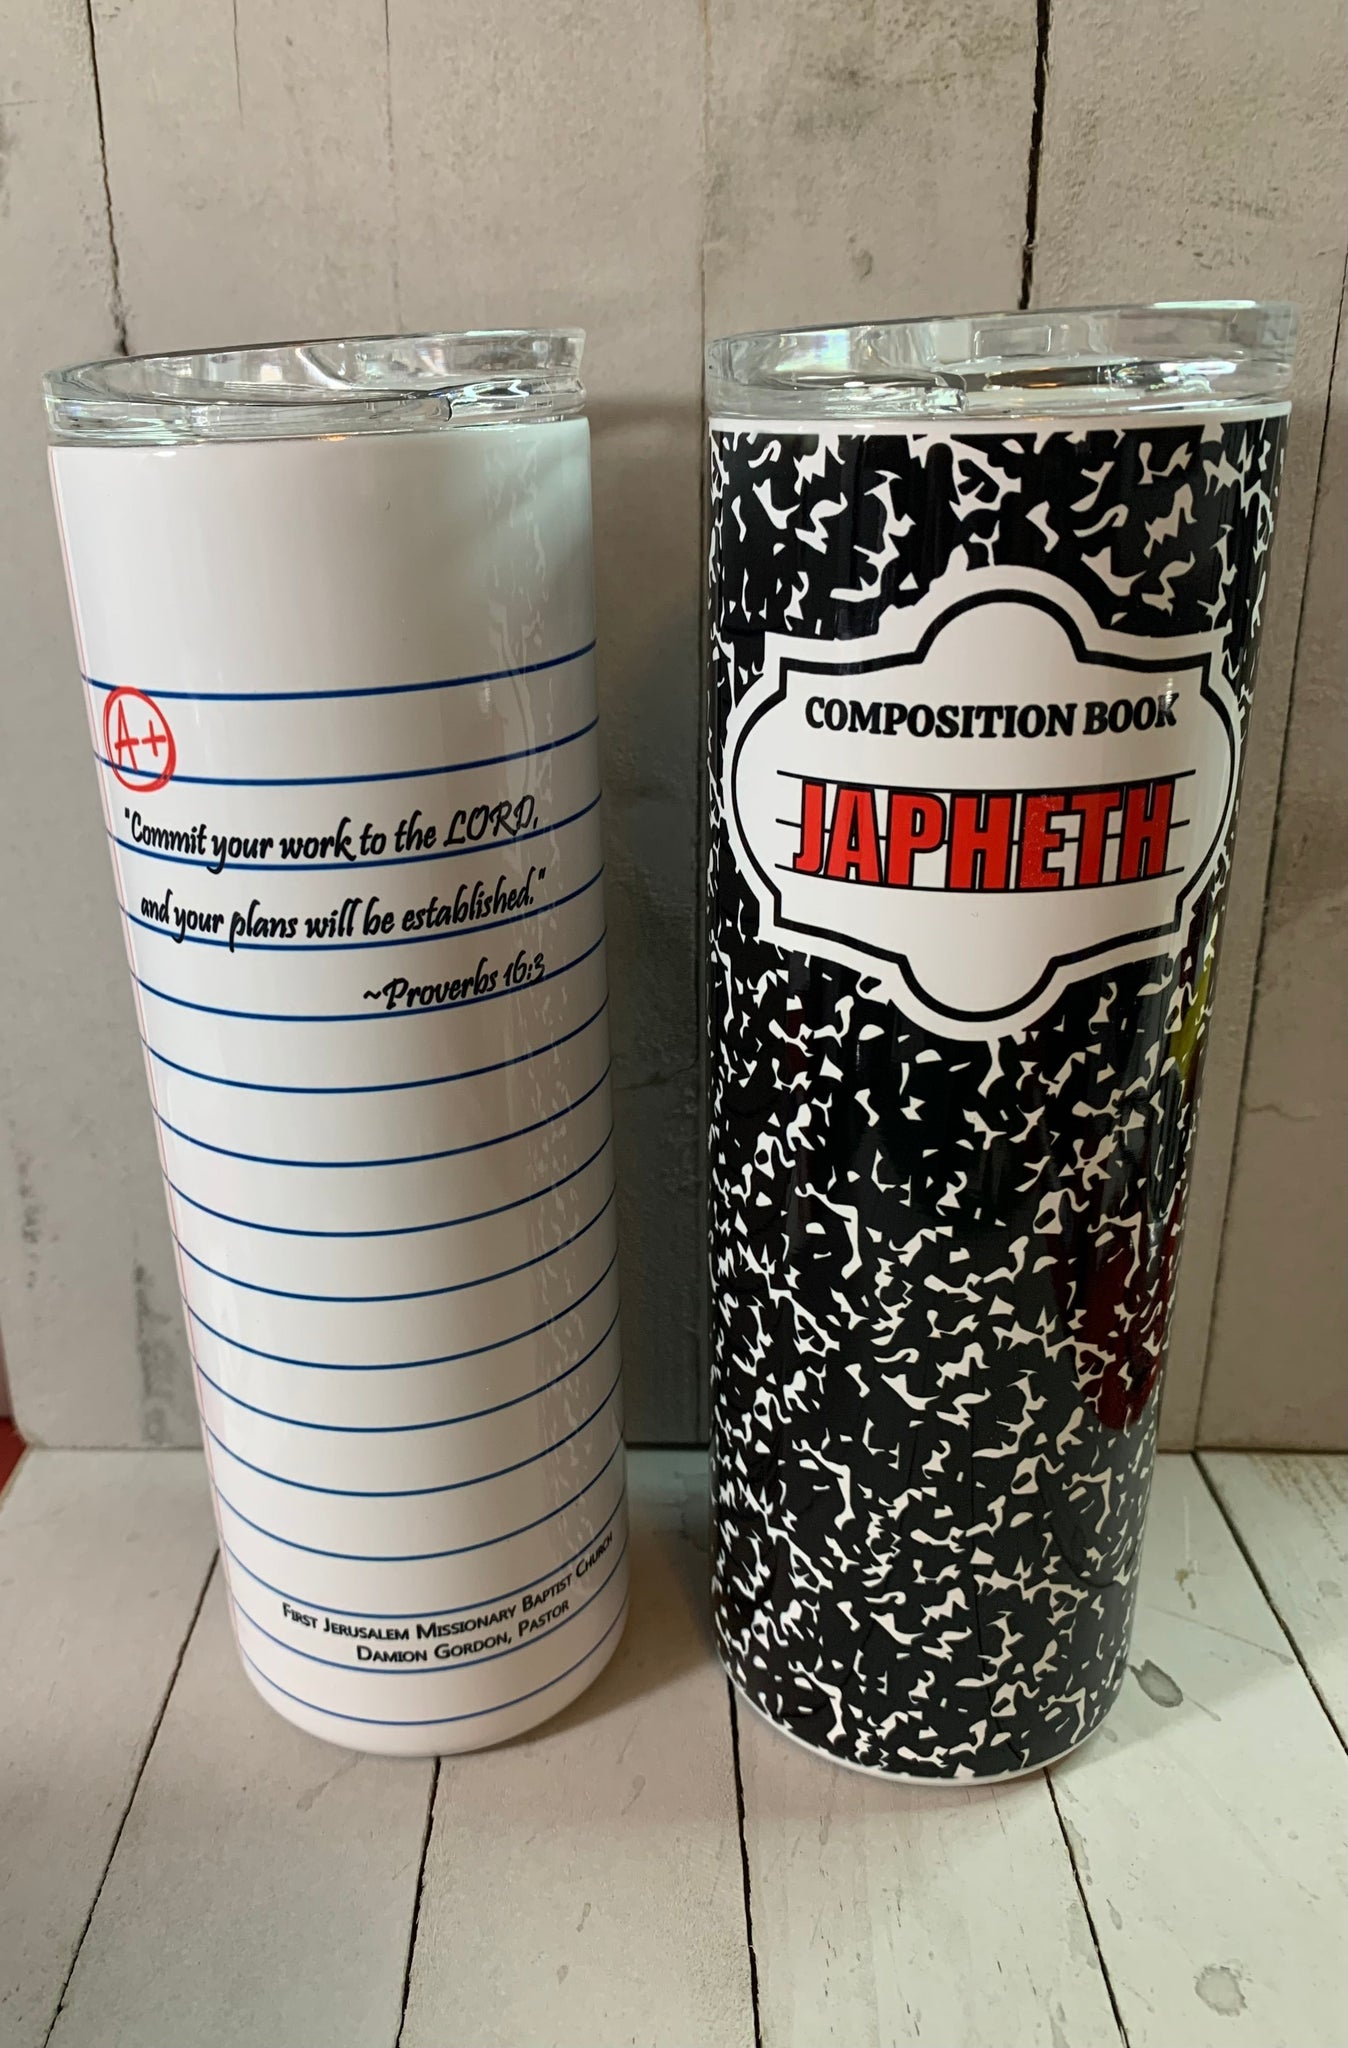 A+
"Commit your work to the LORD,
and your plans will be established."
~Proverbs 16:3
First Jerusalem Missionary Baptist Church
Damion Gordon, Pastor
COMPOSITION BOOK
JAPHETH